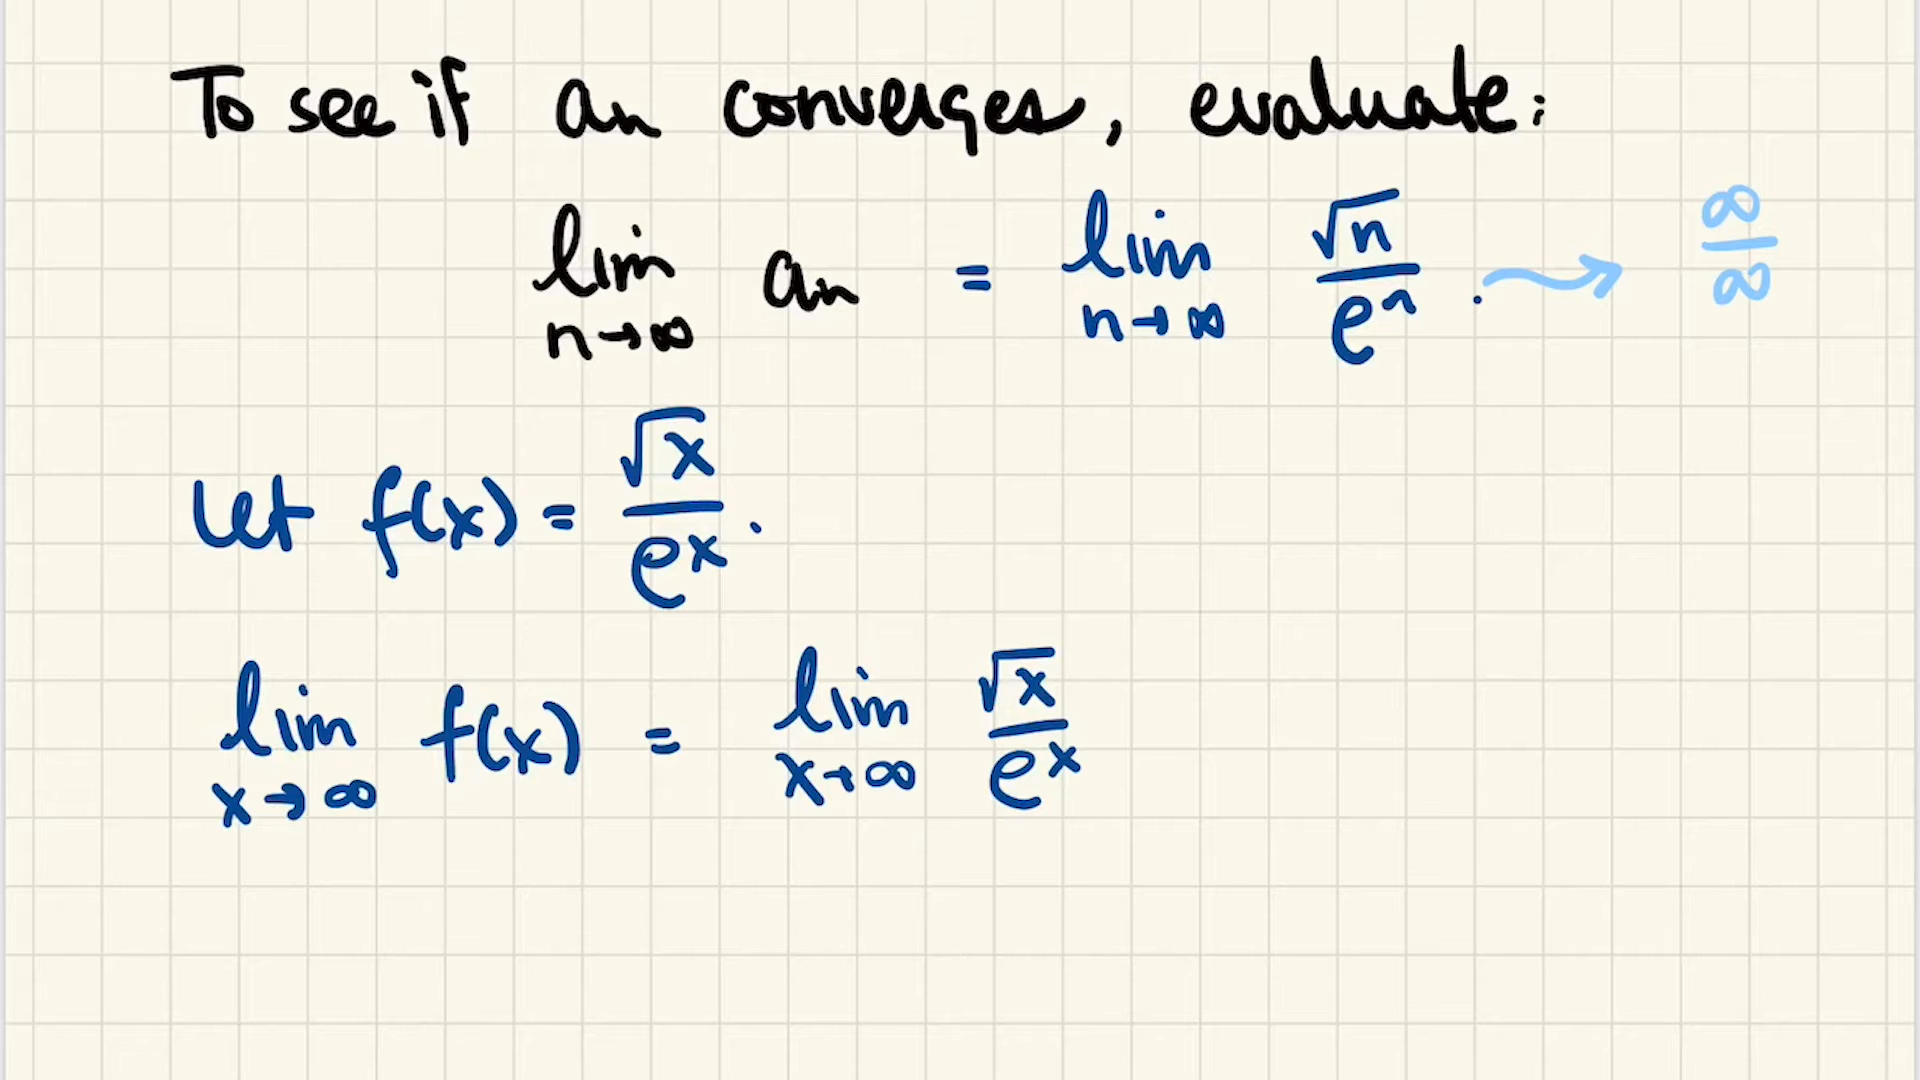 To see if an converges, evaluate:
lim n→∞ an = lim n→∞ √n/eⁿ. → ∞/∞
Let f(x) = √x/eˣ.
lim x→∞ f(x) = lim x→∞ √x/eˣ